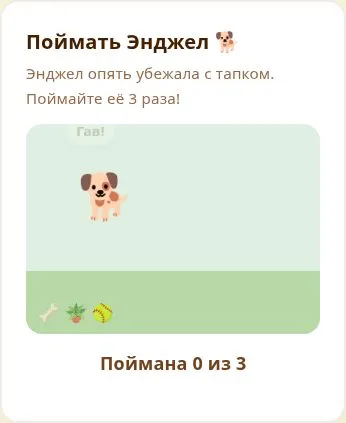 Поймать Энджел 🐕
Энджел опять убежала с тапком.
Поймайте её 3 раза!
Гав!
Поймана 0 из 3